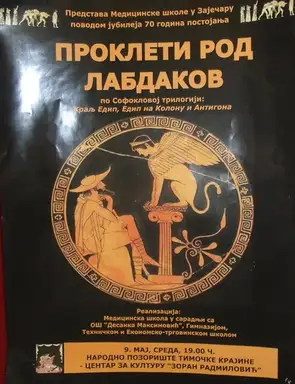 Представа Медицинске школе у Зајечару
поводом јубилеја 70 година постојања
ПРОКЛЕТИ РОД
ЛАБДАКОВ
по Софокловој трилогији:
Краљ Едип, Едип на Колону и Антигона
Реализација:
Медицинска школа у сарадњи са
ОШ "Десанка Максимовић", Гимназијом,
Техничком и Економско-трговинском школом
9. МАЈ, СРЕДА, 19.00 Ч.
НАРОДНО ПОЗОРИШТЕ ТИМОЧКЕ КРАЈИНЕ
- ЦЕНТАР ЗА КУЛТУРУ "ЗОРАН РАДМИЛОВИЋ"